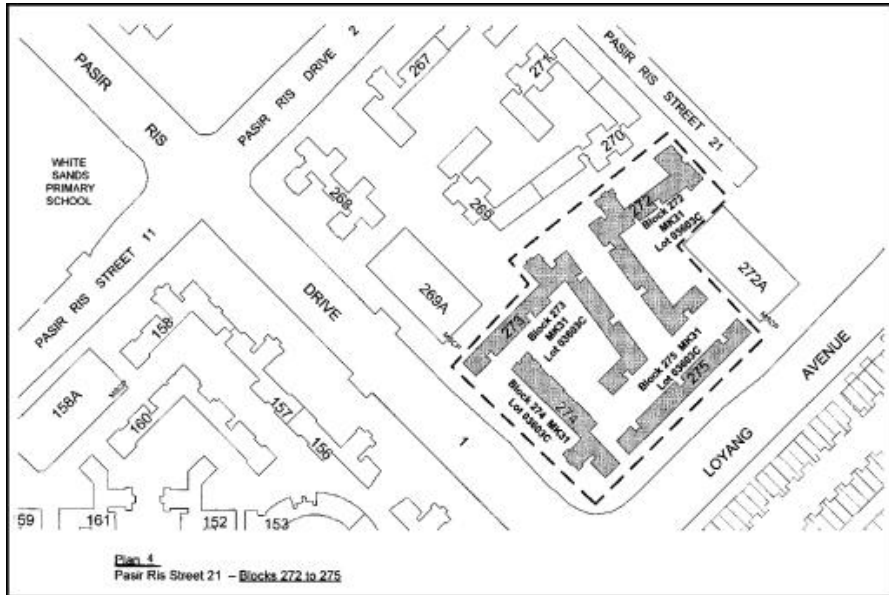 PASIR RIS
PASIR RIS DRIVE 2
267
271
PASIR RIS STREET 21
WHITE
SANDS
PRIMARY
SCHOOL
268
269
270
272
Block 272
MK31
Lot 03603C
PASIR RIS STREET 11
DRIVE 1
269A
MSCP
272A
MSCP
273
Block 273
MK31
Lot 03603C
158
158A
MSCP
Block 275 MK31
Lot 03603C
275
274
Block 274 MK31
Lot 03603C
AVENUE
LOYANG
160
157
156
59
161
152
153
Plan 4
Pasir Ris Street 21 – Blocks 272 to 275